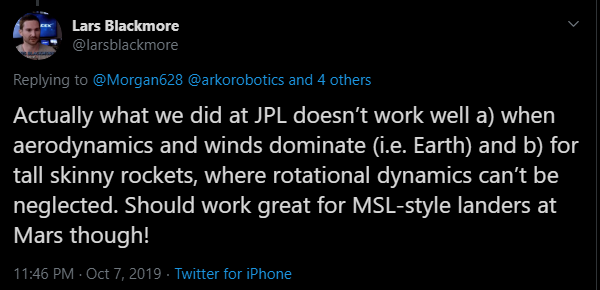 Lars Blackmore
@larsblackmore
Replying to @Morgan628 @arkorobotics and 4 others
Actually what we did at JPL doesn’t work well a) when
aerodynamics and winds dominate (i.e. Earth) and b) for
tall skinny rockets, where rotational dynamics can’t be
neglected. Should work great for MSL-style landers at
Mars though!
11:46 PM · Oct 7, 2019 · Twitter for iPhone